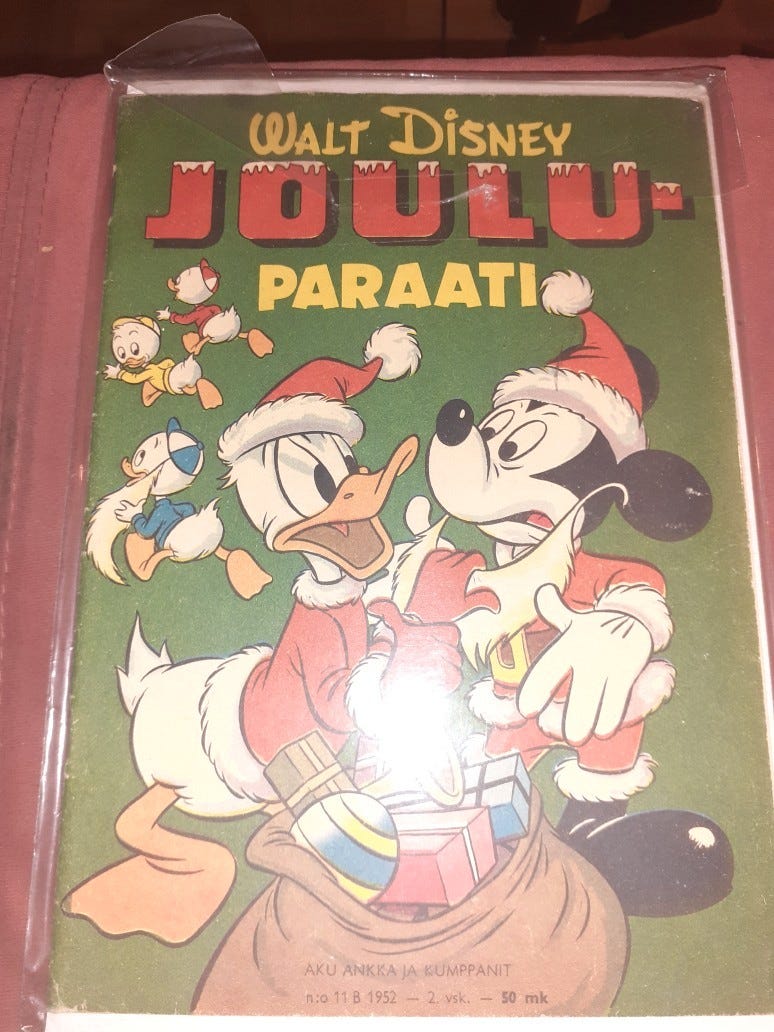 WALT DISNEY
JOULU-
PARAATI
AKU ANKKA JA KUMPPANIT
n:o 11 B 1952 — 2. vsk. — 50 mk